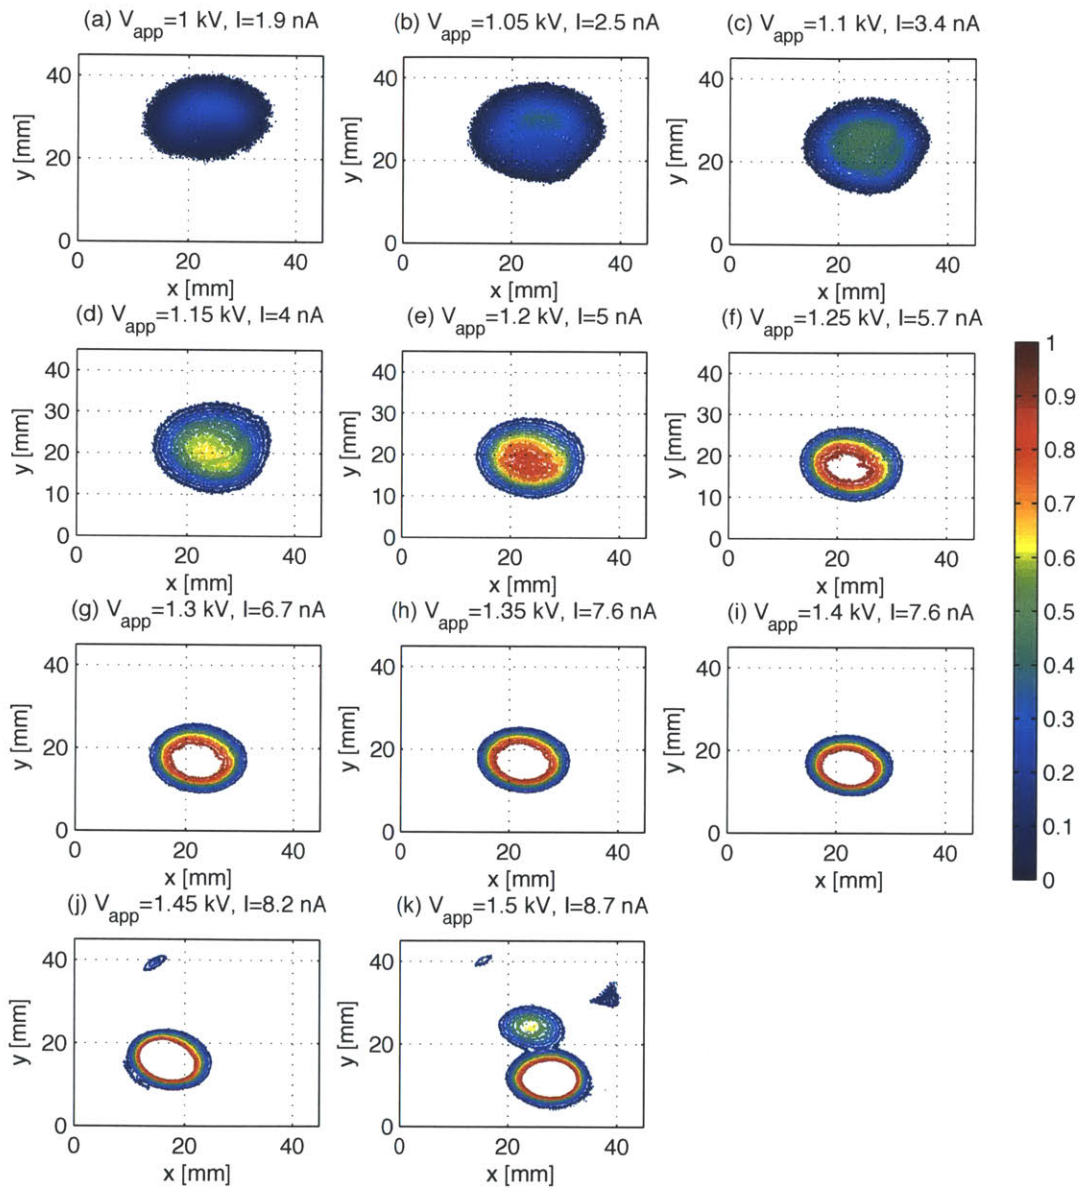 (a) V_app=1 kV, I=1.9 nA
(b) V_app=1.05 kV, I=2.5 nA
(c) V_app=1.1 kV, I=3.4 nA
y [mm]
40
20
0
0 20 40
x [mm]
y [mm]
40
20
0
0 20 40
x [mm]
y [mm]
40
20
0
0 20 40
x [mm]
(d) V_app=1.15 kV, I=4 nA
(e) V_app=1.2 kV, I=5 nA
(f) V_app=1.25 kV, I=5.7 nA
y [mm]
40
30
20
10
0
0 20 40
x [mm]
y [mm]
40
30
20
10
0
0 20 40
x [mm]
y [mm]
40
30
20
10
0
0 20 40
x [mm]
1
0.9
0.8
0.7
0.6
0.5
0.4
0.3
0.2
0.1
0
(g) V_app=1.3 kV, I=6.7 nA
(h) V_app=1.35 kV, I=7.6 nA
(i) V_app=1.4 kV, I=7.6 nA
y [mm]
40
20
0
0 20 40
x [mm]
y [mm]
40
20
0
0 20 40
x [mm]
y [mm]
40
20
0
0 20 40
x [mm]
(j) V_app=1.45 kV, I=8.2 nA
(k) V_app=1.5 kV, I=8.7 nA
y [mm]
40
20
0
0 20 40
x [mm]
y [mm]
40
20
0
0 20 40
x [mm]